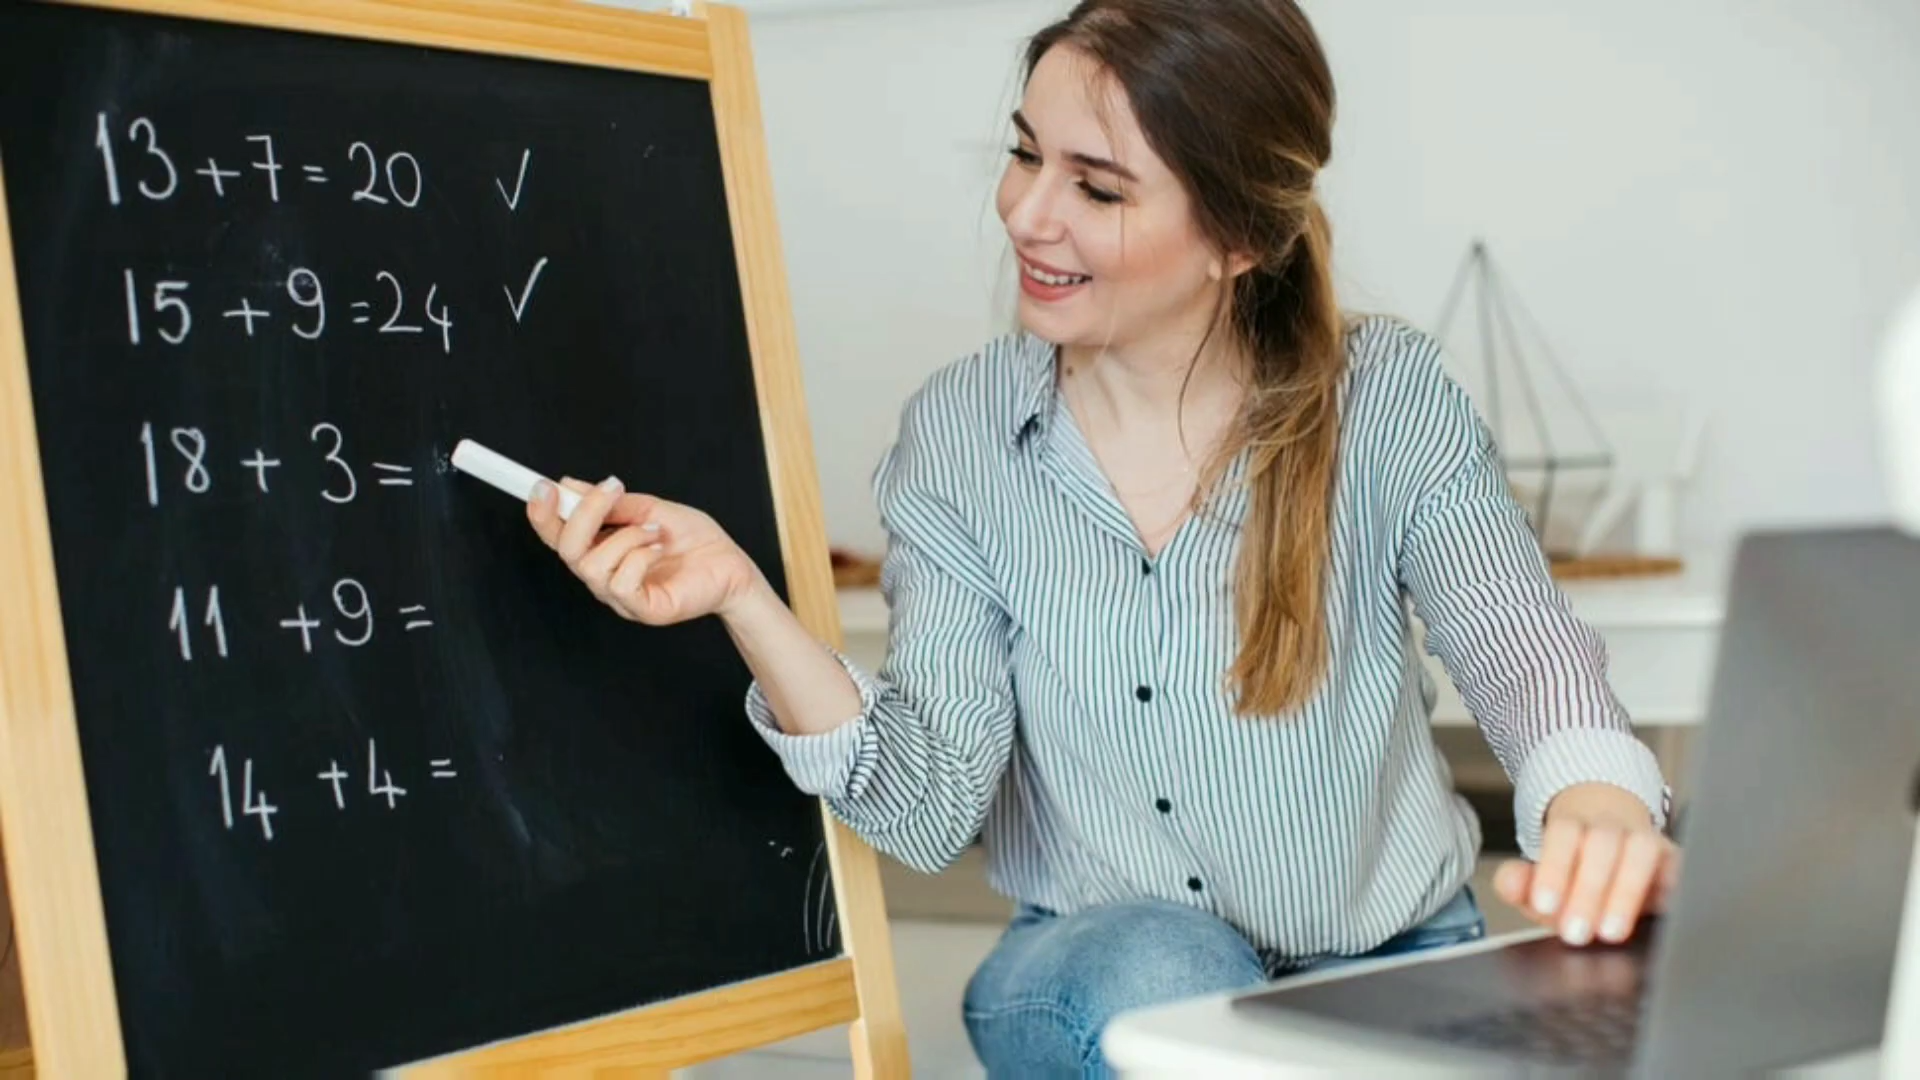 13 + 7 = 20 ✓
15 + 9 = 24 ✓
18 + 3 =
11 + 9 =
14 + 4 =